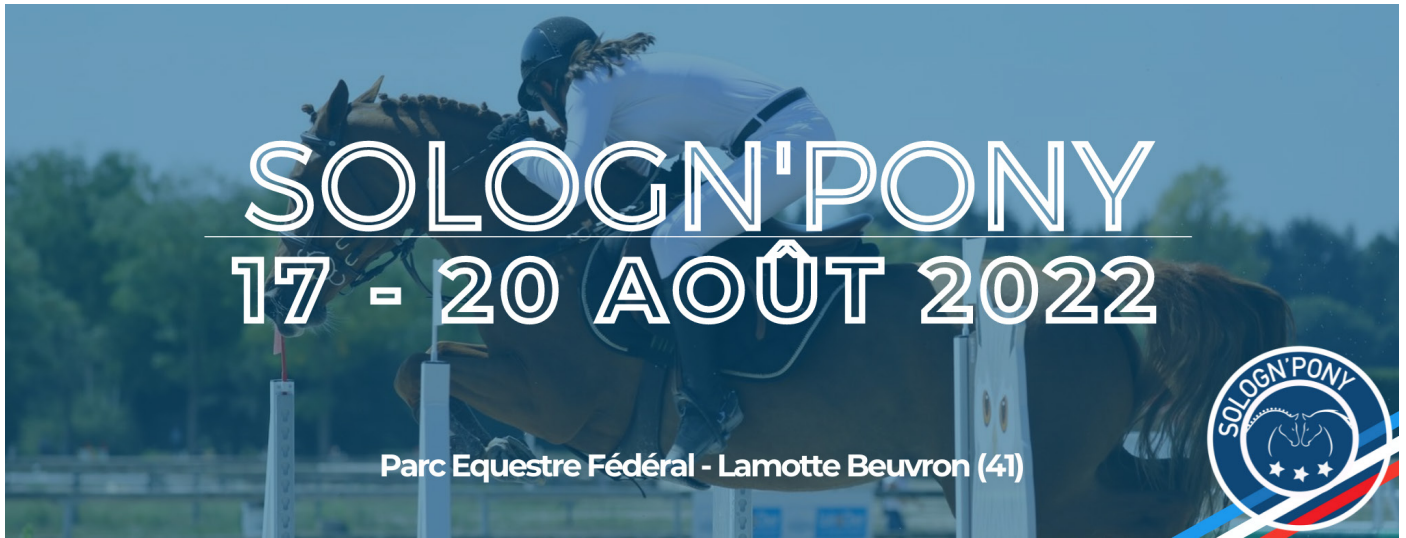 SOLOGN'PONY
17 - 20 AOÛT 2022
Parc Equestre Fédéral - Lamotte Beuvron (41)
SOLOGN'PONY